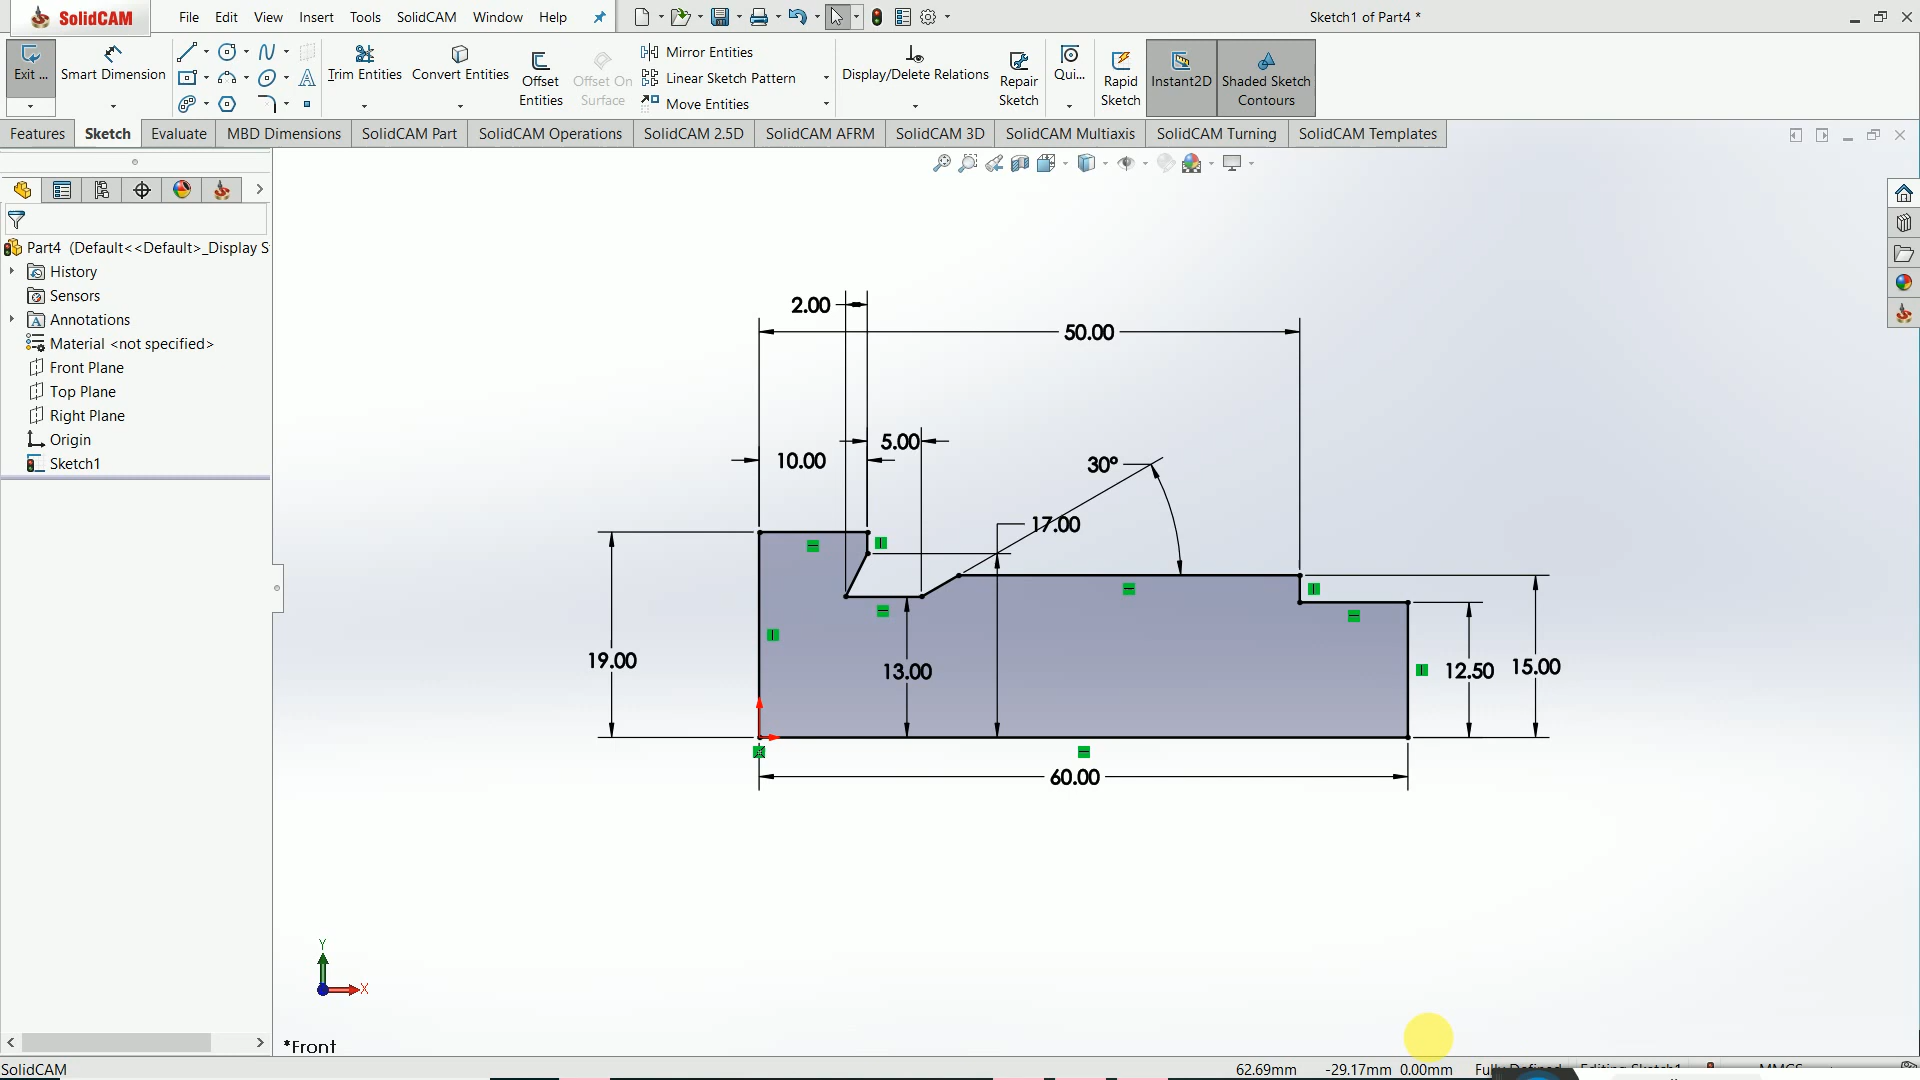 SolidCAM File Edit View Insert Tools SolidCAM Window Help Sketch1 of Part4 *
Exit ... Smart Dimension Trim Entities Convert Entities Offset Entities Offset On Surface Mirror Entities Linear Sketch Pattern Move Entities Display/Delete Relations Repair Sketch Qui... Rapid Sketch Instant2D Shaded Sketch Contours
Features Sketch Evaluate MBD Dimensions SolidCAM Part SolidCAM Operations SolidCAM 2.5D SolidCAM AFRM SolidCAM 3D SolidCAM Multiaxis SolidCAM Turning SolidCAM Templates
Part4 (Default<<Default>_Display S
History
Sensors
Annotations
Material <not specified>
Front Plane
Top Plane
Right Plane
Origin
Sketch1
2.00
50.00
5.00
10.00
30°
17.00
19.00
13.00
12.50
15.00
60.00
Y
X
*Front
SolidCAM 62.69mm -29.17mm 0.00mm Fully Defined Editing Sketch1 MMGS